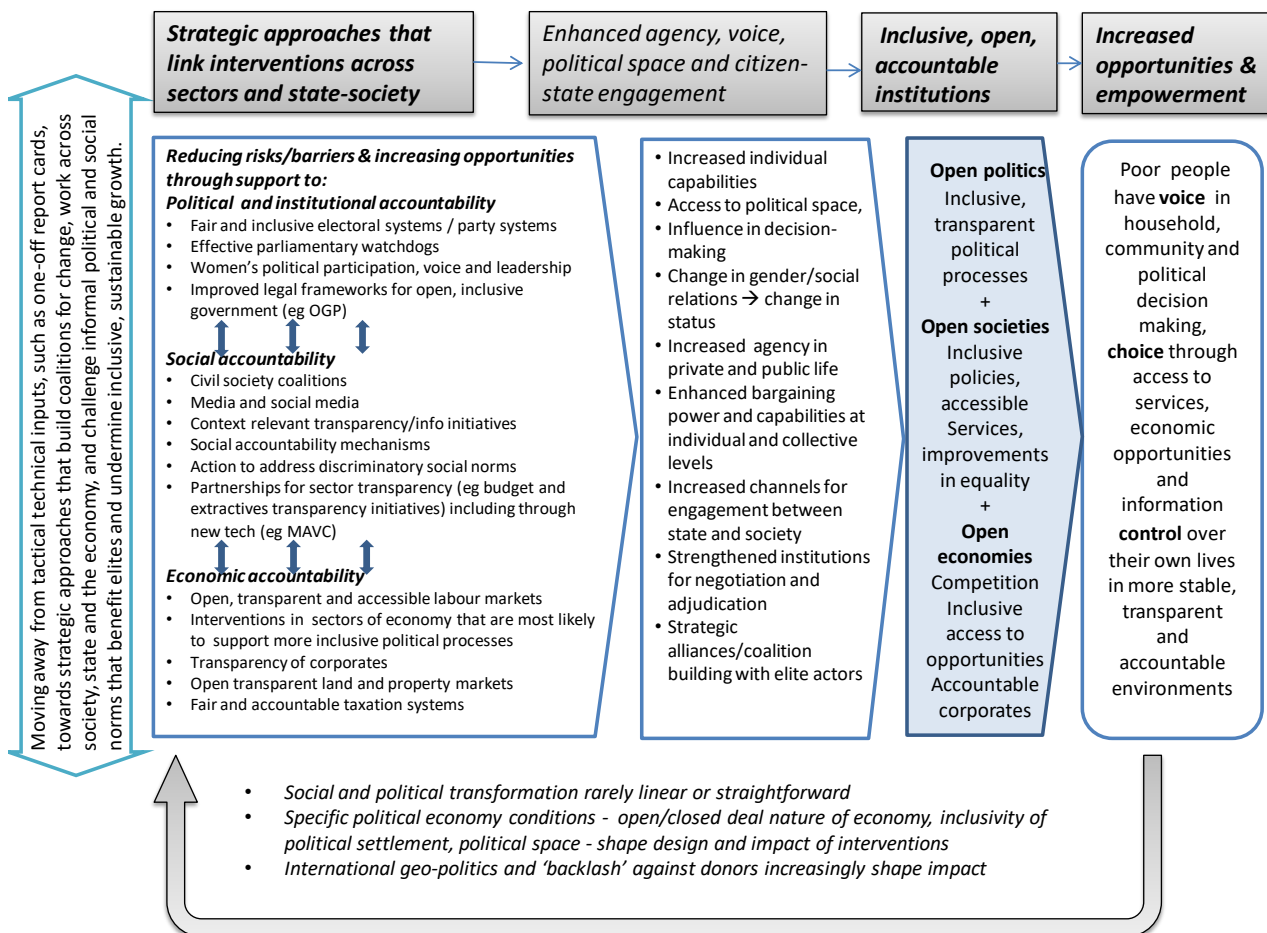 Strategic approaches that
link interventions across
sectors and state-society
Enhanced agency, voice,
political space and citizen-
state engagement
Inclusive, open,
accountable
institutions
Increased
opportunities &
empowerment
Moving away from tactical technical inputs, such as one-off report cards,
towards strategic approaches that build coalitions for change, work across
society, state and the economy, and challenge informal political and social
norms that benefit elites and undermine inclusive, sustainable growth.
Reducing risks/barriers & increasing opportunities
through support to:
Political and institutional accountability
• Fair and inclusive electoral systems / party systems
• Effective parliamentary watchdogs
• Women's political participation, voice and leadership
• Improved legal frameworks for open, inclusive
government (eg OGP)
Social accountability
• Civil society coalitions
• Media and social media
• Context relevant transparency/info initiatives
• Social accountability mechanisms
• Action to address discriminatory social norms
• Partnerships for sector transparency (eg budget and
extractives transparency initiatives) including through
new tech (eg MAVC)
Economic accountability
• Open, transparent and accessible labour markets
• Interventions in sectors of economy that are most likely
to support more inclusive political processes
• Transparency of corporates
• Open transparent land and property markets
• Fair and accountable taxation systems
• Increased individual
capabilities
• Access to political space,
• Influence in decision-
making
• Change in gender/social
relations → change in
status
• Increased agency in
private and public life
• Enhanced bargaining
power and capabilities at
individual and collective
levels
• Increased channels for
engagement between
state and society
• Strengthened institutions
for negotiation and
adjudication
• Strategic
alliances/coalition
building with elite actors
Open politics
Inclusive,
transparent
political
processes
+
Open societies
Inclusive
policies,
accessible
Services,
improvements
in equality
+
Open
economies
Competition
Inclusive
access to
opportunities
Accountable
corporates
Poor people
have voice in
household,
community and
political
decision
making,
choice through
access to
services,
economic
opportunities
and
information
control over
their own lives
in more stable,
transparent
and
accountable
environments
• Social and political transformation rarely linear or straightforward
• Specific political economy conditions - open/closed deal nature of economy, inclusivity of
political settlement, political space - shape design and impact of interventions
• International geo-politics and 'backlash' against donors increasingly shape impact